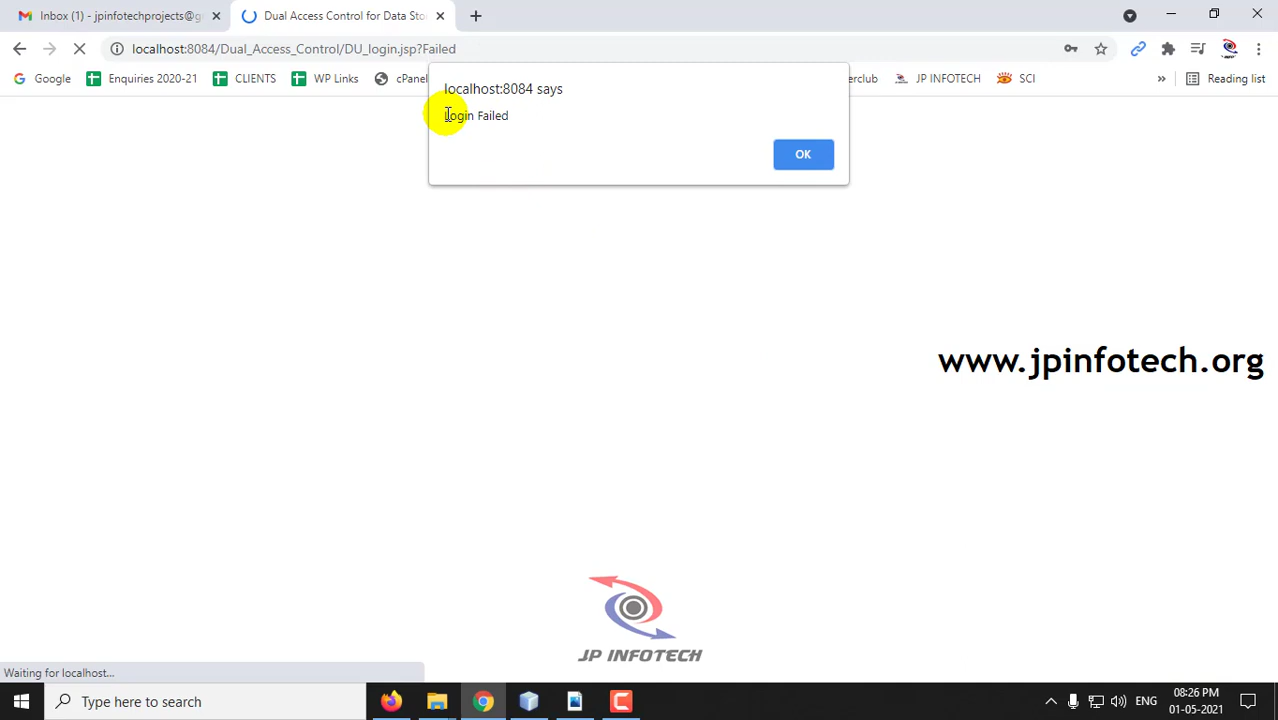 Inbox (1) - jpinfotechprojects@g
Dual Access Control for Data Sto
localhost:8084/Dual_Access_Control/DU_login.jsp?Failed
Google
Enquiries 2020-21
CLIENTS
WP Links
cPanel
erclub
JP INFOTECH
SCI
»
Reading list
localhost:8084 says
Login Failed
OK
www.jpinfotech.org
JP INFOTECH
Waiting for localhost...
Type here to search
ENG
08:26 PM
01-05-2021